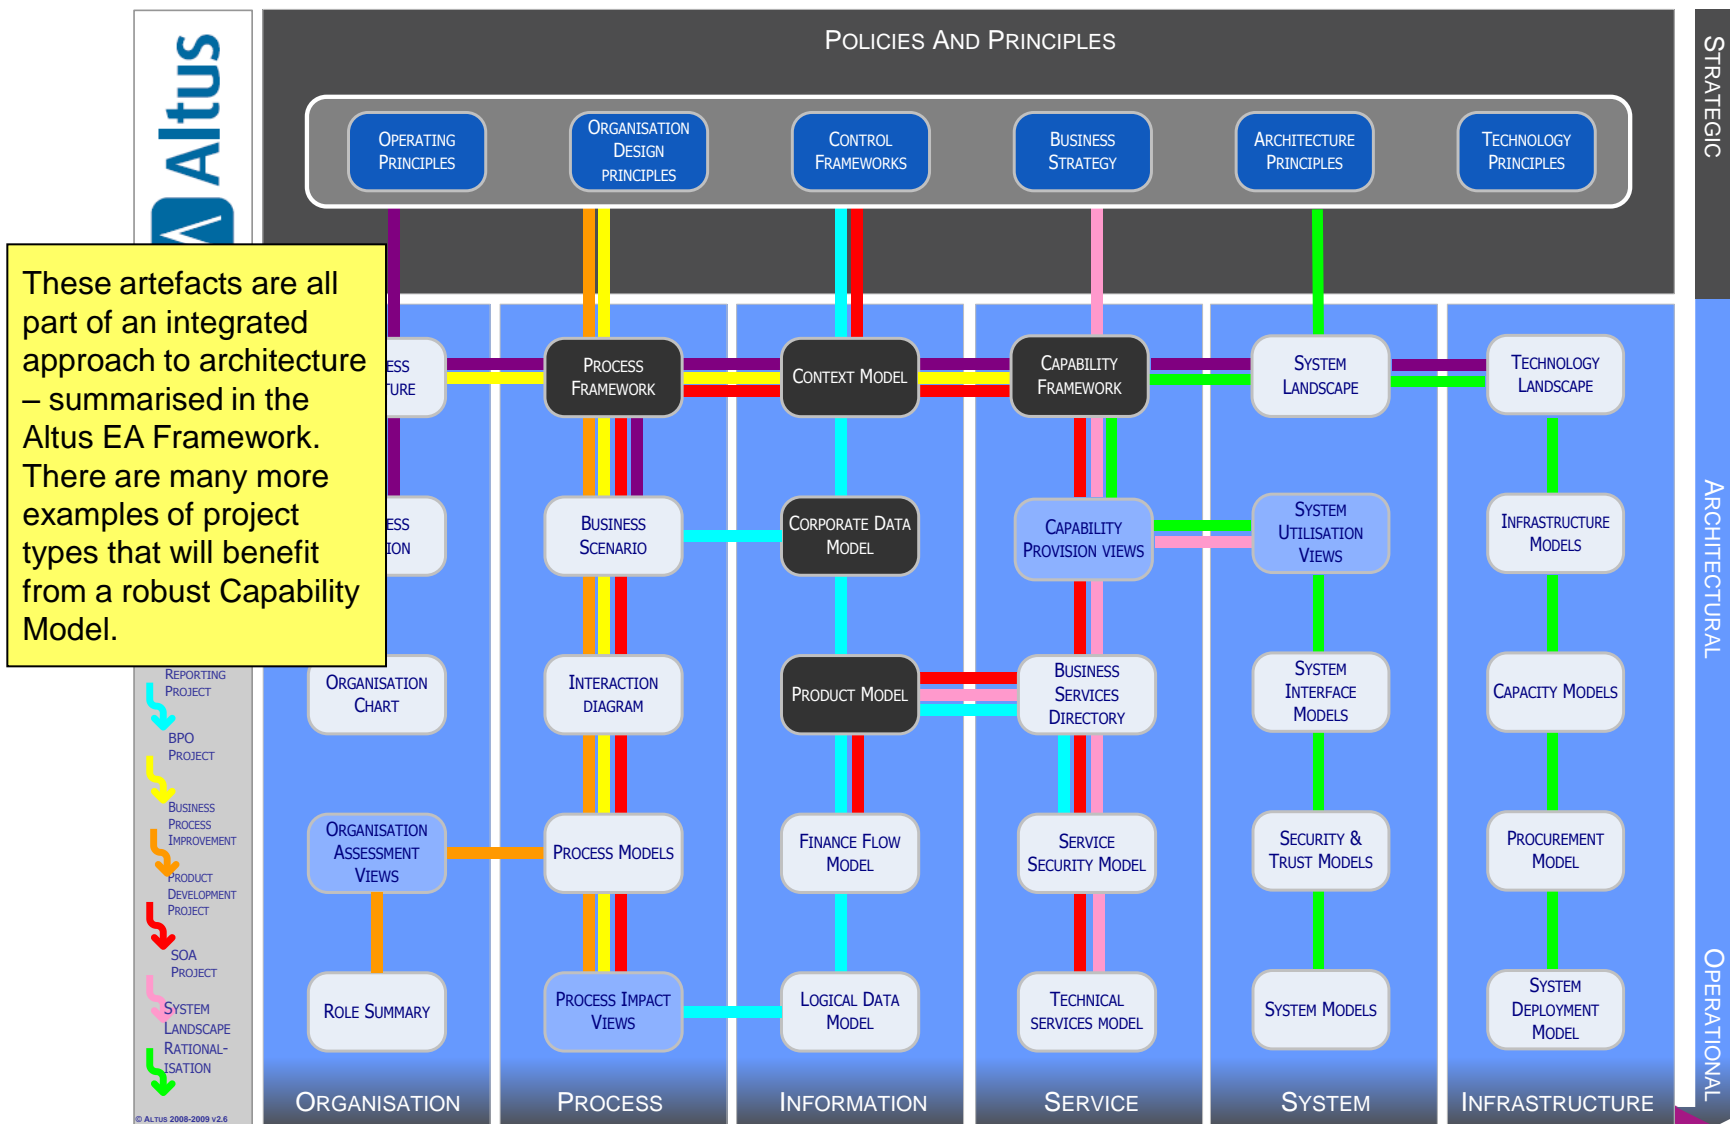 Altus
POLICIES AND PRINCIPLES
STRATEGIC
OPERATING
PRINCIPLES
ORGANISATION
DESIGN
PRINCIPLES
CONTROL
FRAMEWORKS
BUSINESS
STRATEGY
ARCHITECTURE
PRINCIPLES
TECHNOLOGY
PRINCIPLES
These artefacts are all
part of an integrated
approach to architecture
– summarised in the
Altus EA Framework.
There are many more
examples of project
types that will benefit
from a robust Capability
Model.
ESS
TURE
PROCESS
FRAMEWORK
CONTEXT MODEL
CAPABILITY
FRAMEWORK
SYSTEM
LANDSCAPE
TECHNOLOGY
LANDSCAPE
ARCHITECTURAL
ESS
ION
BUSINESS
SCENARIO
CORPORATE DATA
MODEL
CAPABILITY
PROVISION VIEWS
SYSTEM
UTILISATION
VIEWS
INFRASTRUCTURE
MODELS
ORGANISATION
CHART
INTERACTION
DIAGRAM
PRODUCT MODEL
BUSINESS
SERVICES
DIRECTORY
SYSTEM
INTERFACE
MODELS
CAPACITY MODELS
ORGANISATION
ASSESSMENT
VIEWS
PROCESS MODELS
FINANCE FLOW
MODEL
SERVICE
SECURITY MODEL
SECURITY &
TRUST MODELS
PROCUREMENT
MODEL
ROLE SUMMARY
PROCESS IMPACT
VIEWS
LOGICAL DATA
MODEL
TECHNICAL
SERVICES MODEL
SYSTEM MODELS
SYSTEM
DEPLOYMENT
MODEL
OPERATIONAL
REPORTING
PROJECT
BPO
PROJECT
BUSINESS
PROCESS
IMPROVEMENT
PRODUCT
DEVELOPMENT
PROJECT
SOA
PROJECT
SYSTEM
LANDSCAPE
RATIONAL-
ISATION
© ALTUS 2008-2009 V2.6
ORGANISATION
PROCESS
INFORMATION
SERVICE
SYSTEM
INFRASTRUCTURE